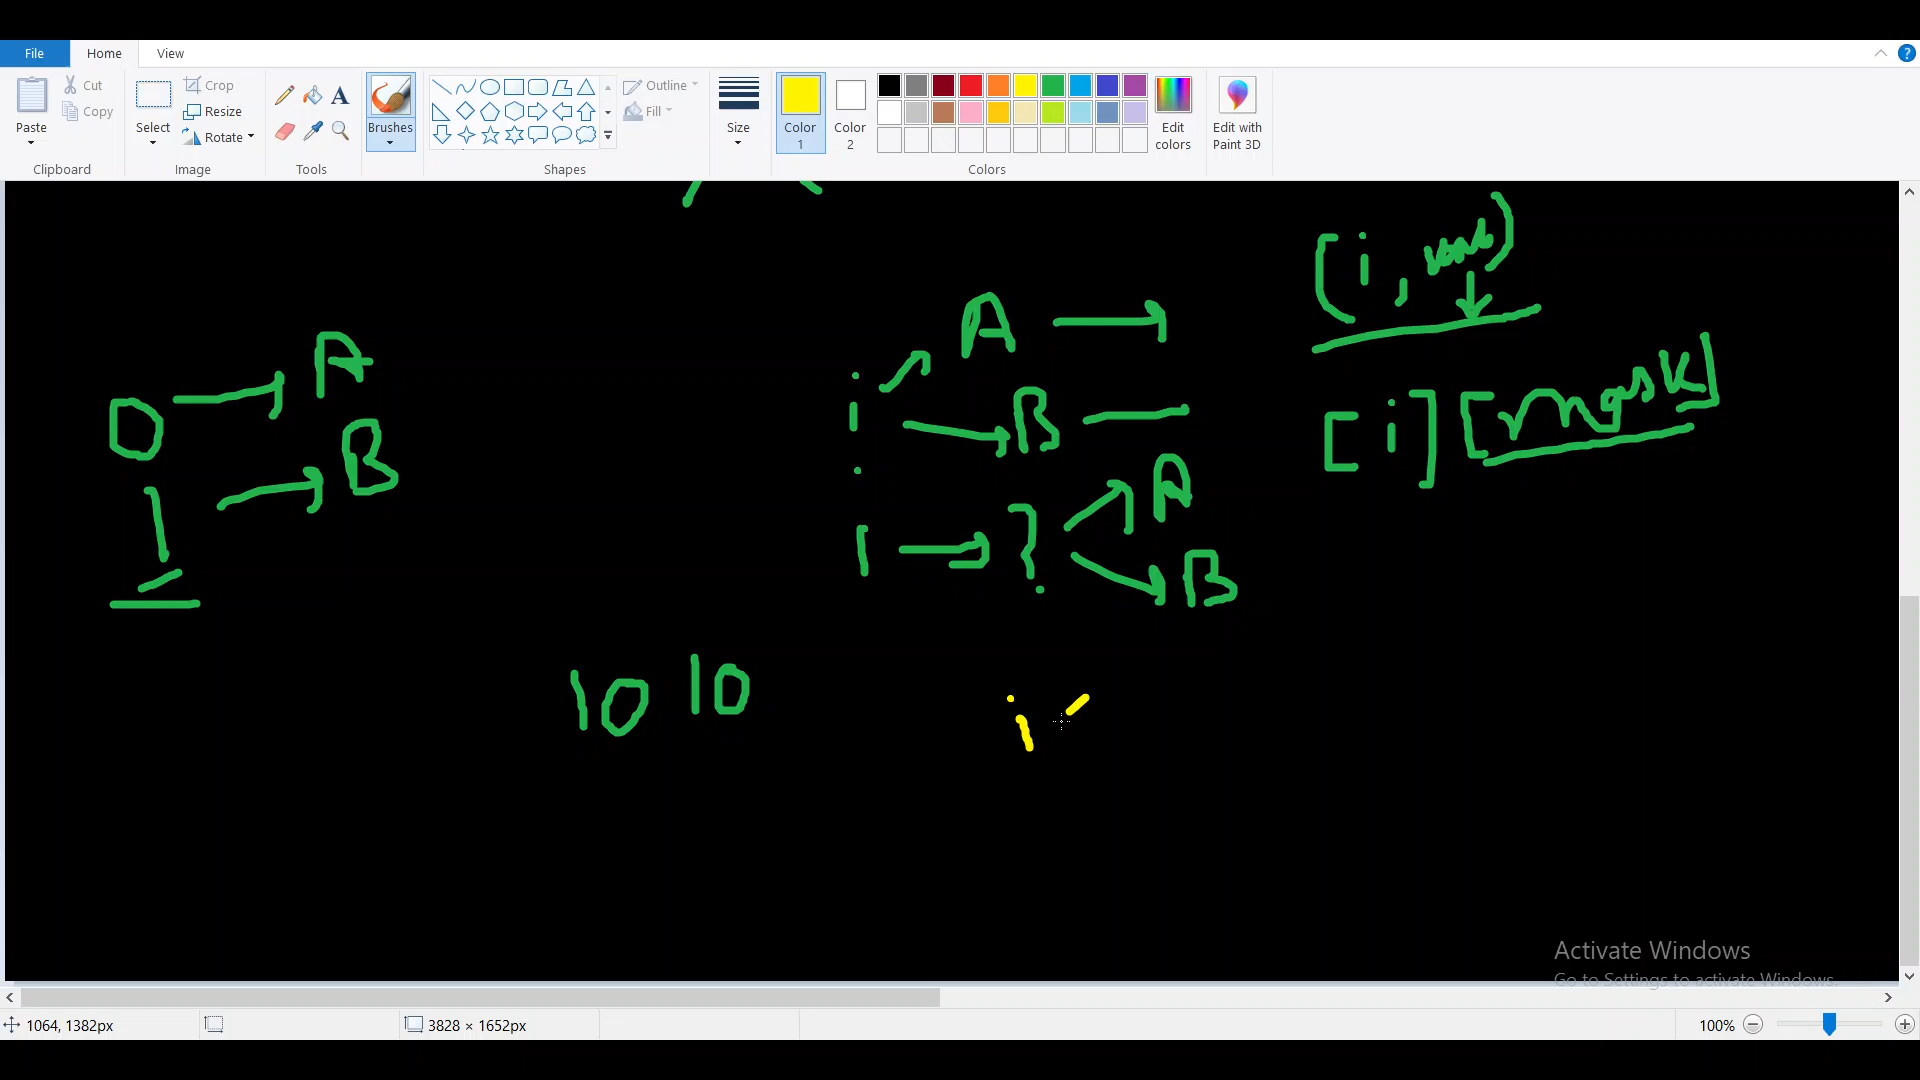 File Home View
Paste Cut Copy Clipboard
Select Crop Resize Rotate Image
Tools
Brushes
Outline Fill Shapes
Size
Color 1 Color 2 Edit colors Colors
Edit with Paint 3D
(i,
A
[i][mask]
A
i
B
B
0
A
1
1 ?
B
10 10
i
Activate Windows
Go to Settings to activate Windows.
1064, 1382px 3828 × 1652px 100%